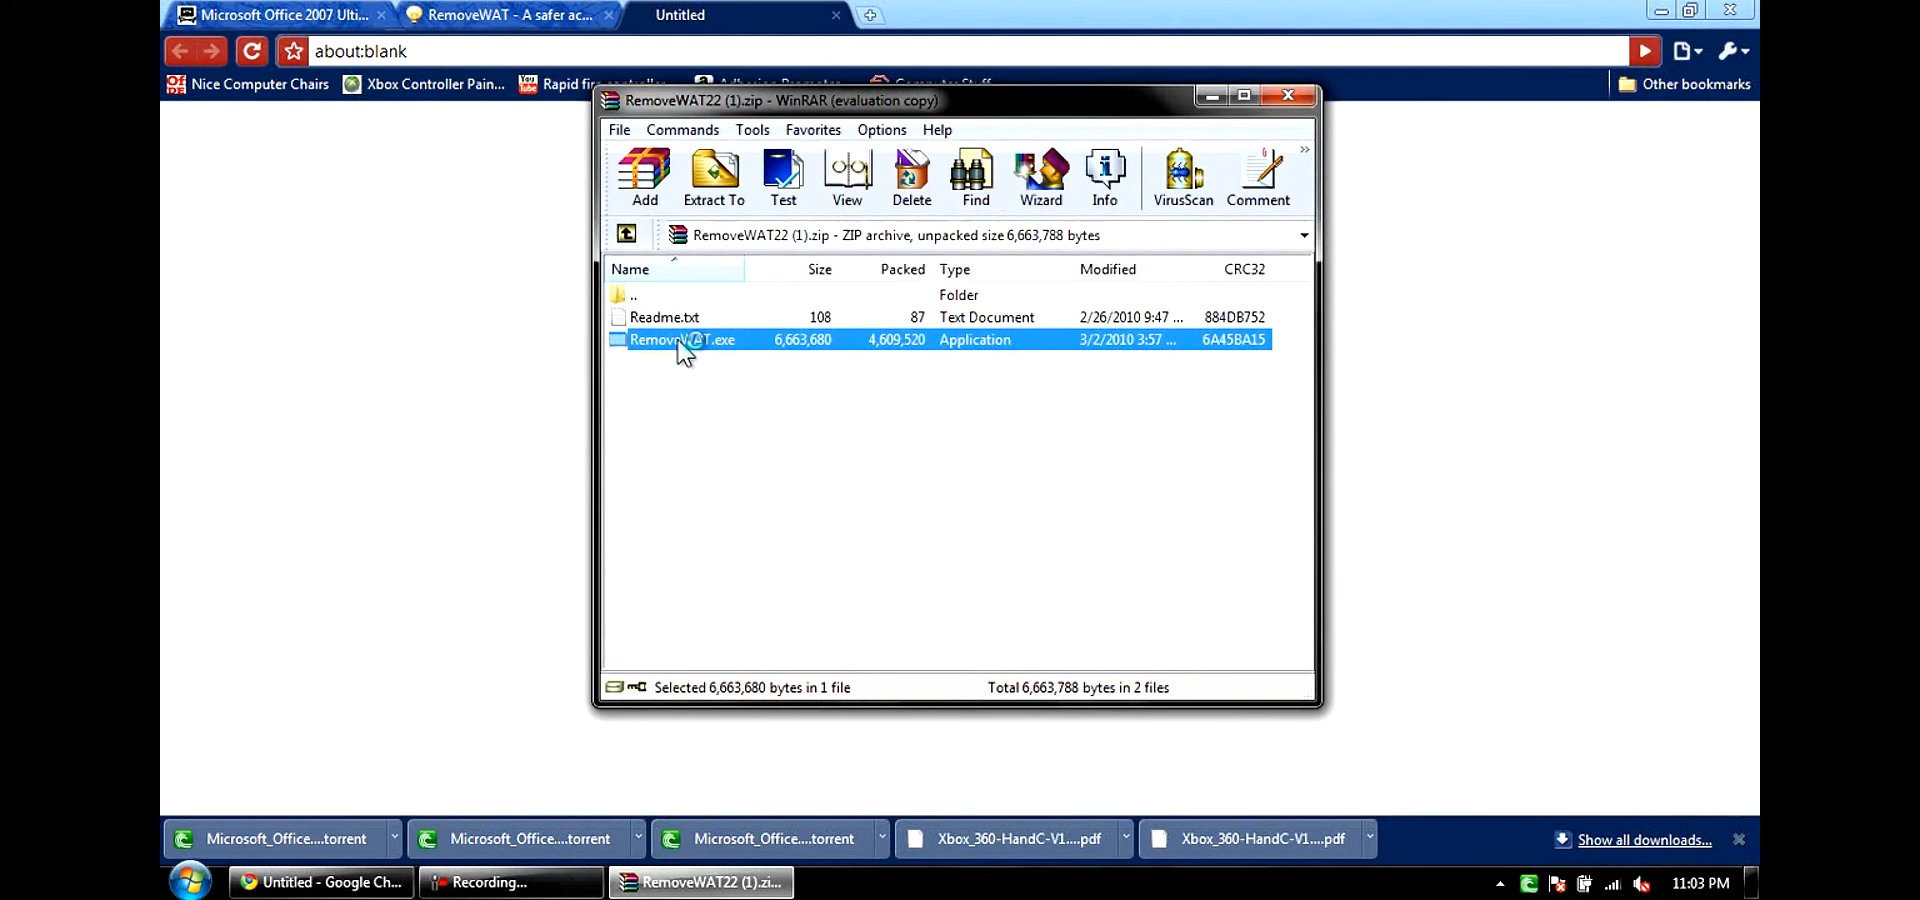 Microsoft Office 2007 Ulti...
RemoveWAT - A safer ac...
Untitled
about:blank
Nice Computer Chairs
Xbox Controller Pain...
Rapid fire controller
Adhesion Promoter
Computer Stuff
Other bookmarks
RemoveWAT22 (1).zip - WinRAR (evaluation copy)
File Commands Tools Favorites Options Help
Add Extract To Test View Delete Find Wizard Info VirusScan Comment
RemoveWAT22 (1).zip - ZIP archive, unpacked size 6,663,788 bytes
Name Size Packed Type Modified CRC32
.. Folder
Readme.txt 108 87 Text Document 2/26/2010 9:47 ... 884DB752
RemoveWAT.exe 6,663,680 4,609,520 Application 3/2/2010 3:57 ... 6A45BA15
Selected 6,663,680 bytes in 1 file Total 6,663,788 bytes in 2 files
Microsoft_Office....torrent
Microsoft_Office....torrent
Microsoft_Office....torrent
Xbox_360-HandC-V1....pdf
Xbox_360-HandC-V1....pdf
Show all downloads...
Untitled - Google Ch...
Recording...
RemoveWAT22 (1).zi...
11:03 PM